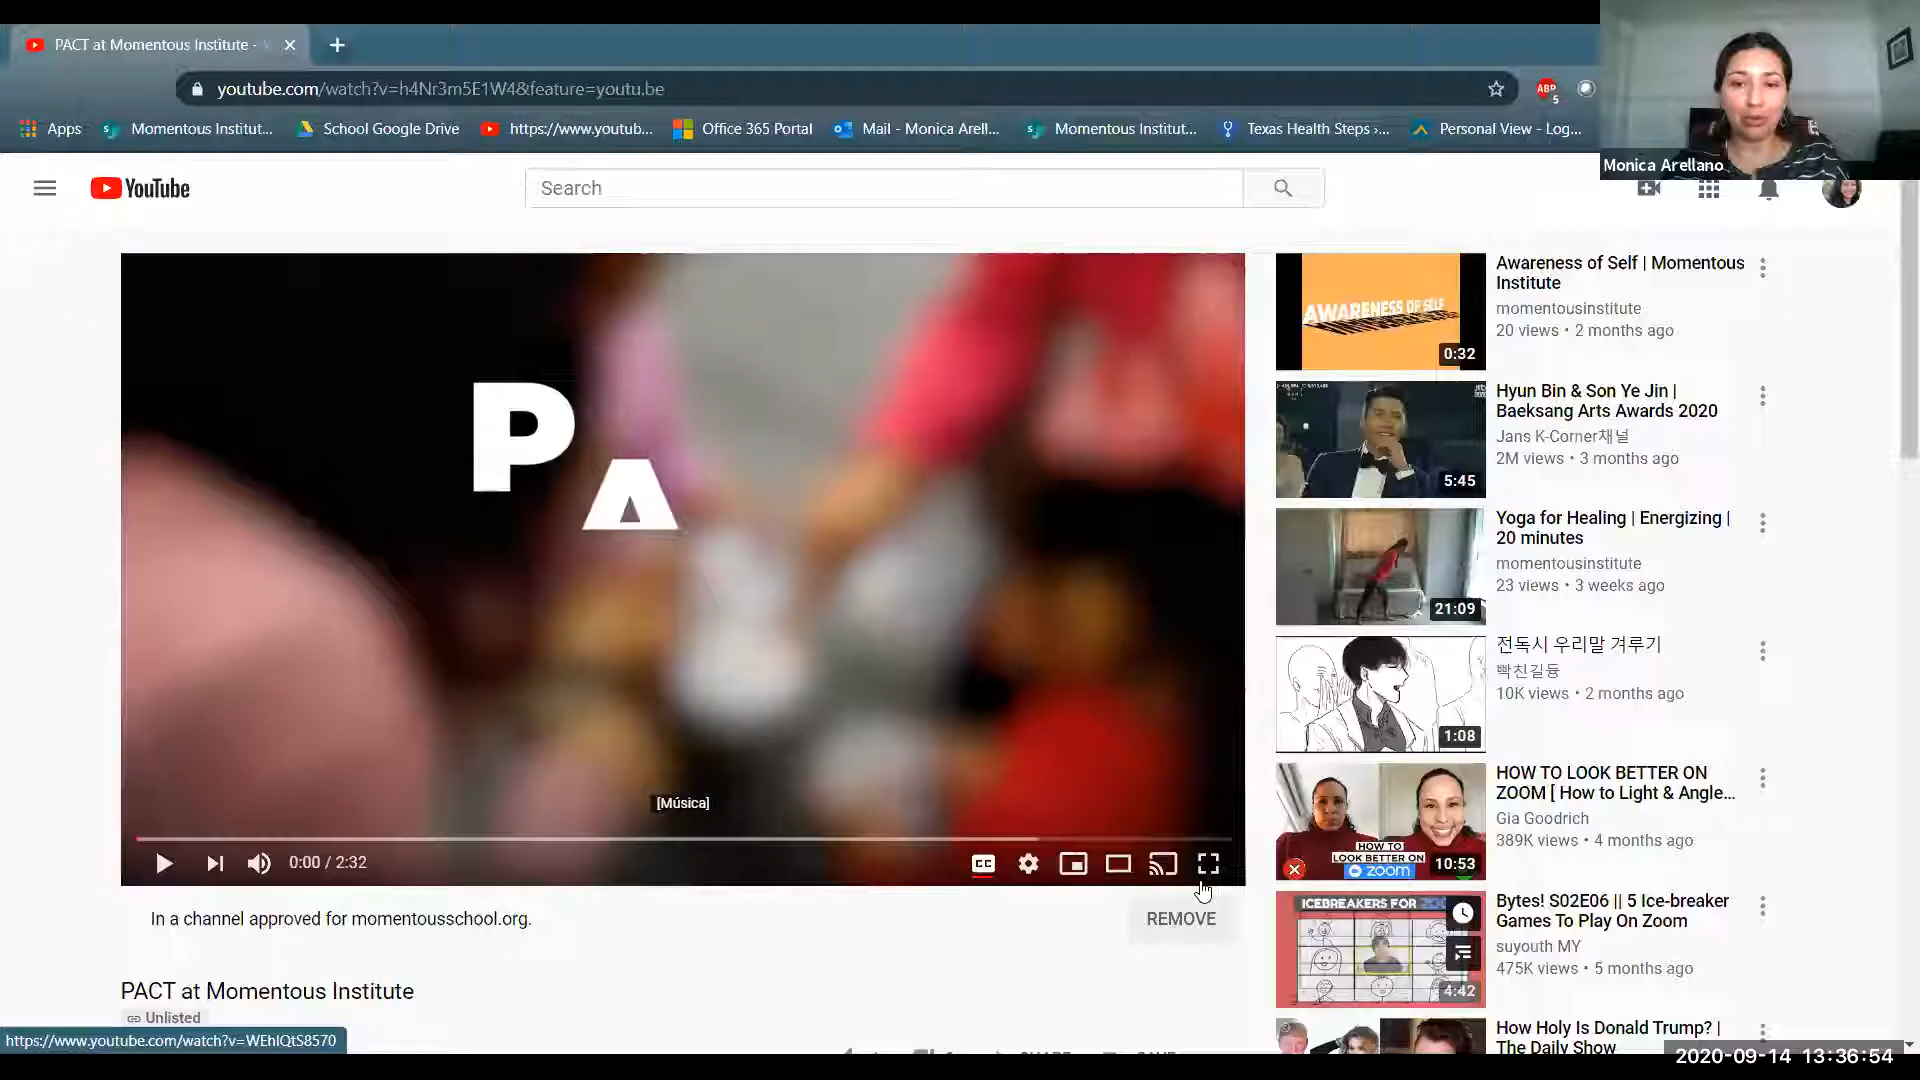 PACT at Momentous Institute -
youtube.com/watch?v=h4Nr3m5E1W4&feature=youtu.be
ABP
5
Apps
Momentous Institut...
School Google Drive
https://www.youtub...
Office 365 Portal
Mail - Monica Arell...
Momentous Institut...
Texas Health Steps >...
Personal View - Log...
Monica Arellano
YouTube
Search
PA
[Música]
0:00 / 2:32
CC
In a channel approved for momentousschool.org.
REMOVE
PACT at Momentous Institute
Unlisted
https://www.youtube.com/watch?v=WEhlQtS8570
AWARENESS OF SELF
0:32
Awareness of Self | Momentous
Institute
momentousinstitute
20 views • 2 months ago
5:45
Hyun Bin & Son Ye Jin |
Baeksang Arts Awards 2020
Jans K-Corner채널
2M views • 3 months ago
21:09
Yoga for Healing | Energizing |
20 minutes
momentousinstitute
23 views • 3 weeks ago
1:08
전독시 우리말 겨루기
빡친길듕
10K views • 2 months ago
HOW TO
LOOK BETTER ON
zoom
10:53
HOW TO LOOK BETTER ON
ZOOM [ How to Light & Angle...
Gia Goodrich
389K views • 4 months ago
ICEBREAKERS FOR
4:42
Bytes! S02E06 || 5 Ice-breaker
Games To Play On Zoom
suyouth MY
475K views • 5 months ago
How Holy Is Donald Trump? |
The Daily Show
2020-09-14 13:36:54